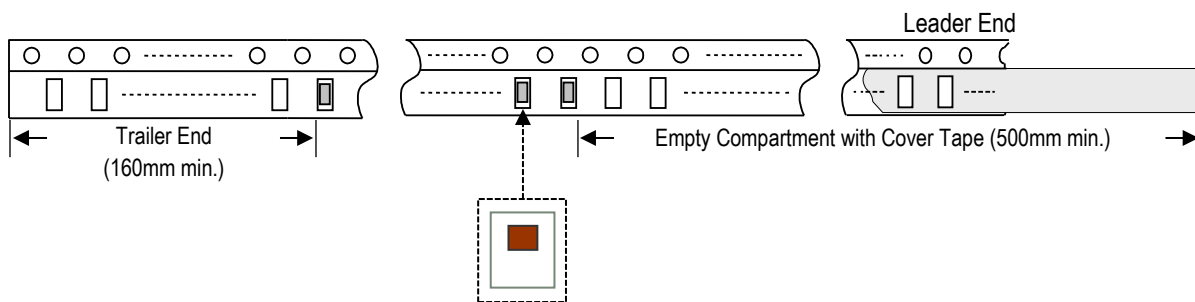 Leader End
Trailer End
(160mm min.)
Empty Compartment with Cover Tape (500mm min.)